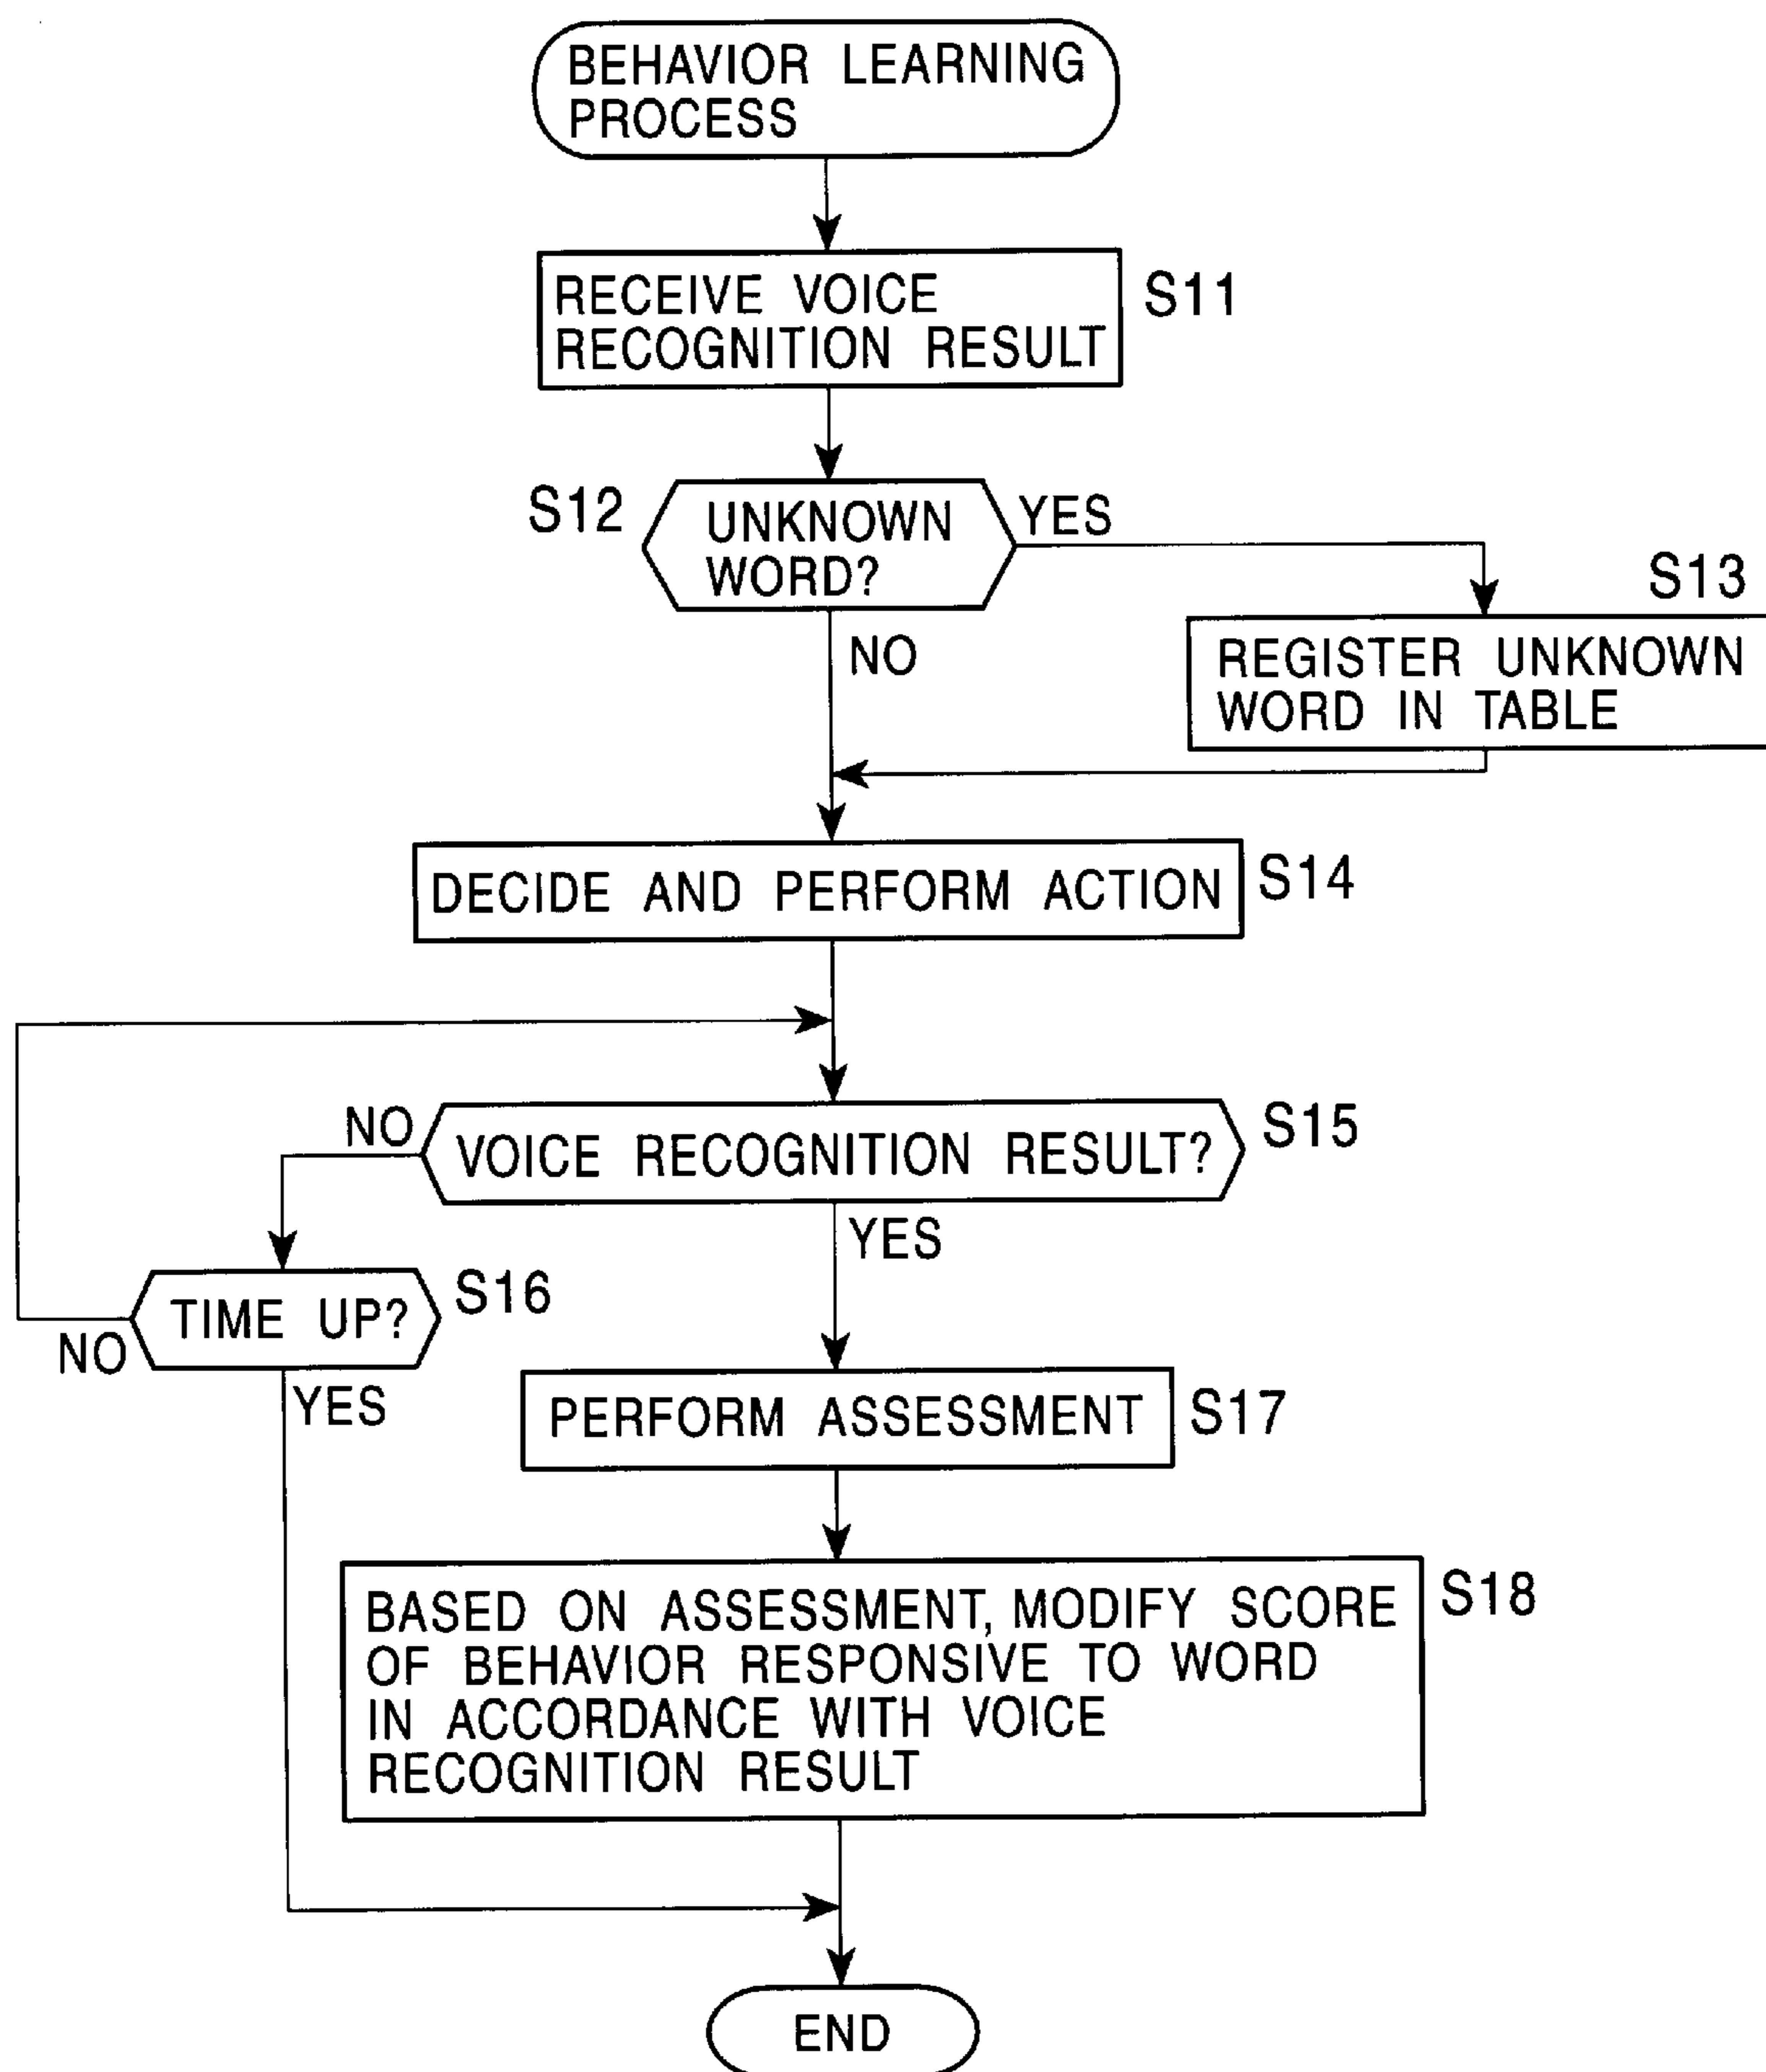 BEHAVIOR LEARNING
PROCESS
RECEIVE VOICE
RECOGNITION RESULT
S11
S12
UNKNOWN
WORD?
YES
NO
S13
REGISTER UNKNOWN
WORD IN TABLE
DECIDE AND PERFORM ACTION
S14
NO
VOICE RECOGNITION RESULT?
S15
YES
TIME UP?
S16
NO
YES
PERFORM ASSESSMENT
S17
BASED ON ASSESSMENT, MODIFY SCORE
OF BEHAVIOR RESPONSIVE TO WORD
IN ACCORDANCE WITH VOICE
RECOGNITION RESULT
S18
END